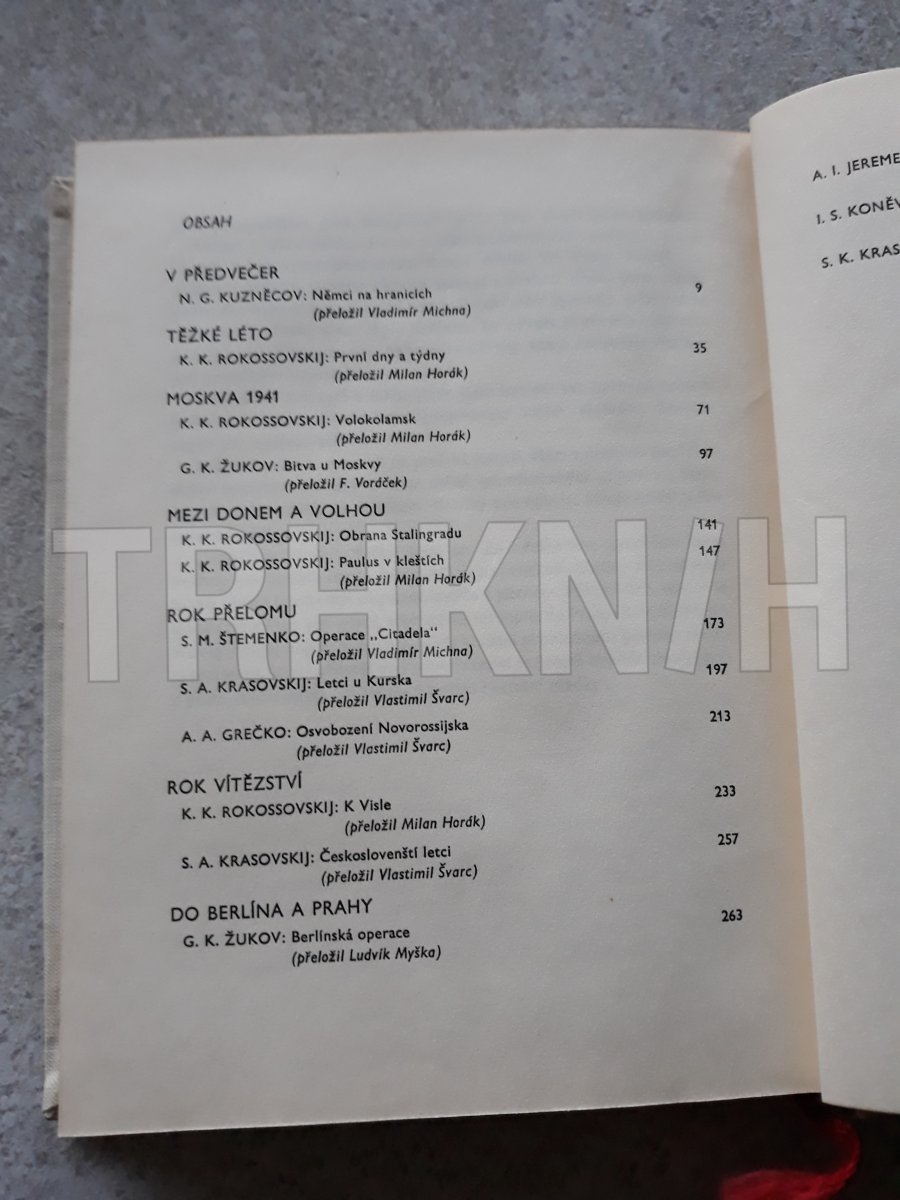 OBSAH
V PŘEDVEČER
N. G. KUZNĚCOV: Němci na hranicích 9
(přeložil Vladimír Michna)
TĚŽKÉ LÉTO
K. K. ROKOSSOVSKIJ: První dny a týdny 35
(přeložil Milan Horák)
MOSKVA 1941
K. K. ROKOSSOVSKIJ: Volokolamsk 71
(přeložil Milan Horák)
G. K. ŽUKOV: Bitva u Moskvy 97
(přeložil F. Voráček)
MEZI DONEM A VOLHOU
K. K. ROKOSSOVSKIJ: Obrana Stalingradu 141
K. K. ROKOSSOVSKIJ: Paulus v kleštích 147
(přeložil Milan Horák)
ROK PŘELOMU
S. M. ŠTEMENKO: Operace „Citadela“ 173
(přeložil Vladimír Michna)
S. A. KRASOVSKIJ: Letci u Kurska 197
(přeložil Vlastimil Švarc)
A. A. GREČKO: Osvobození Novorossijska 213
(přeložil Vlastimil Švarc)
ROK VÍTĚZSTVÍ
K. K. ROKOSSOVSKIJ: K Visle 233
(přeložil Milan Horák)
S. A. KRASOVSKIJ: Českoslovenští letci 257
(přeložil Vlastimil Švarc)
DO BERLÍNA A PRAHY
G. K. ŽUKOV: Berlínská operace 263
(přeložil Ludvík Myška)
A. I. JEREME
I. S. KONĚV
S. K. KRAS
TRHKNIH